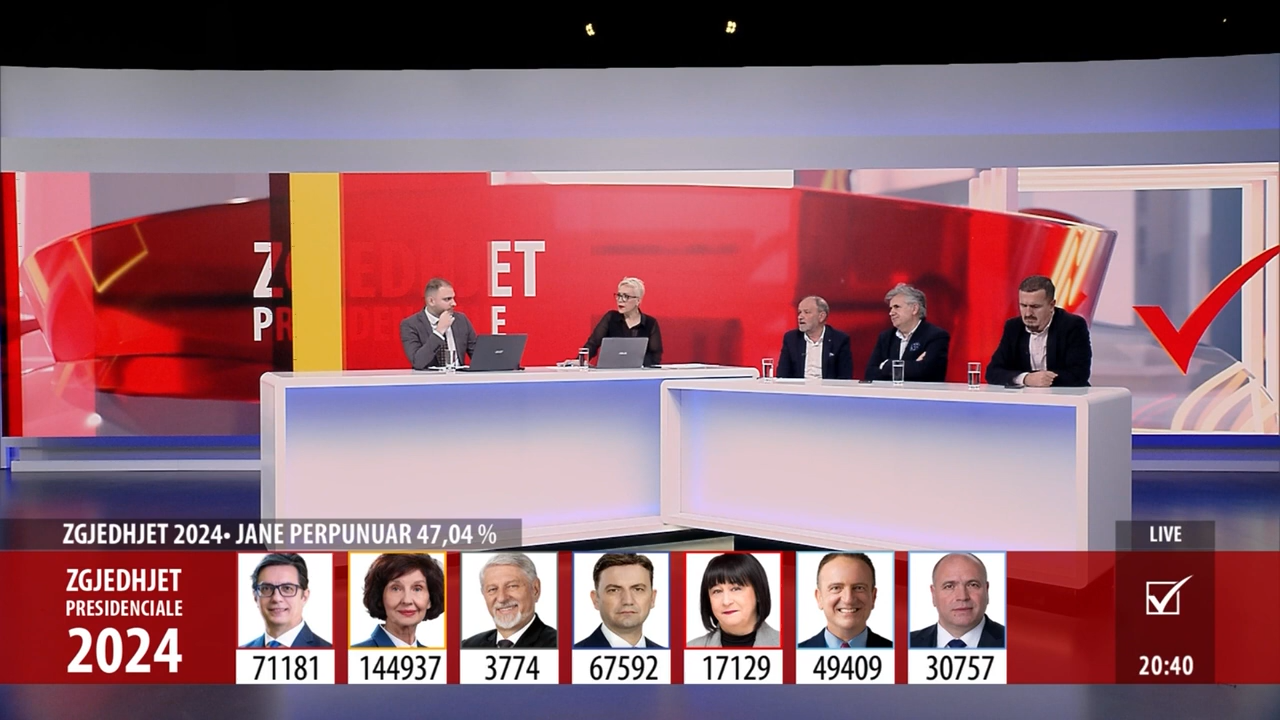 ZGJEDHJET
PRESIDENCIALE
ZGJEDHJET 2024• JANE PERPUNUAR 47,04 %
LIVE
ZGJEDHJET
PRESIDENCIALE
2024
71181
144937
3774
67592
17129
49409
30757
20:40